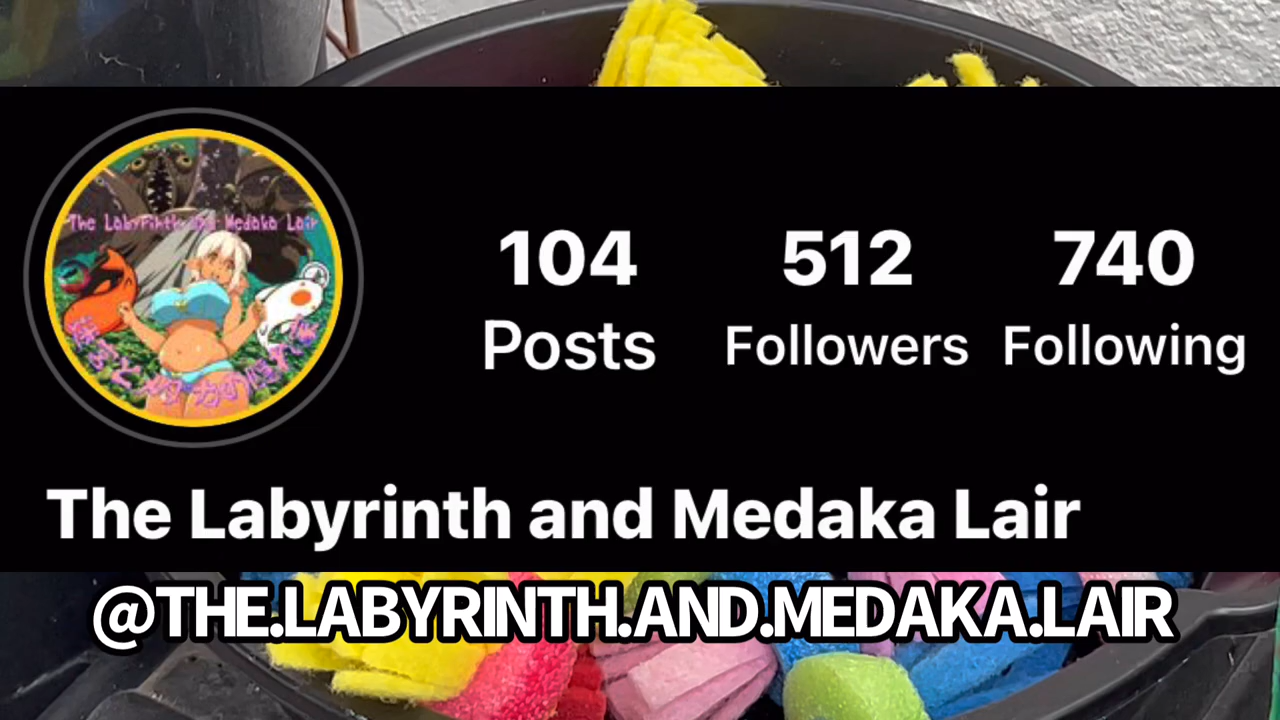 The Labyrinth and Medaka Lair
104
512
740
Posts
Followers
Following
The Labyrinth and Medaka Lair
@THE.LABYRINTH.AND.MEDAKA.LAIR